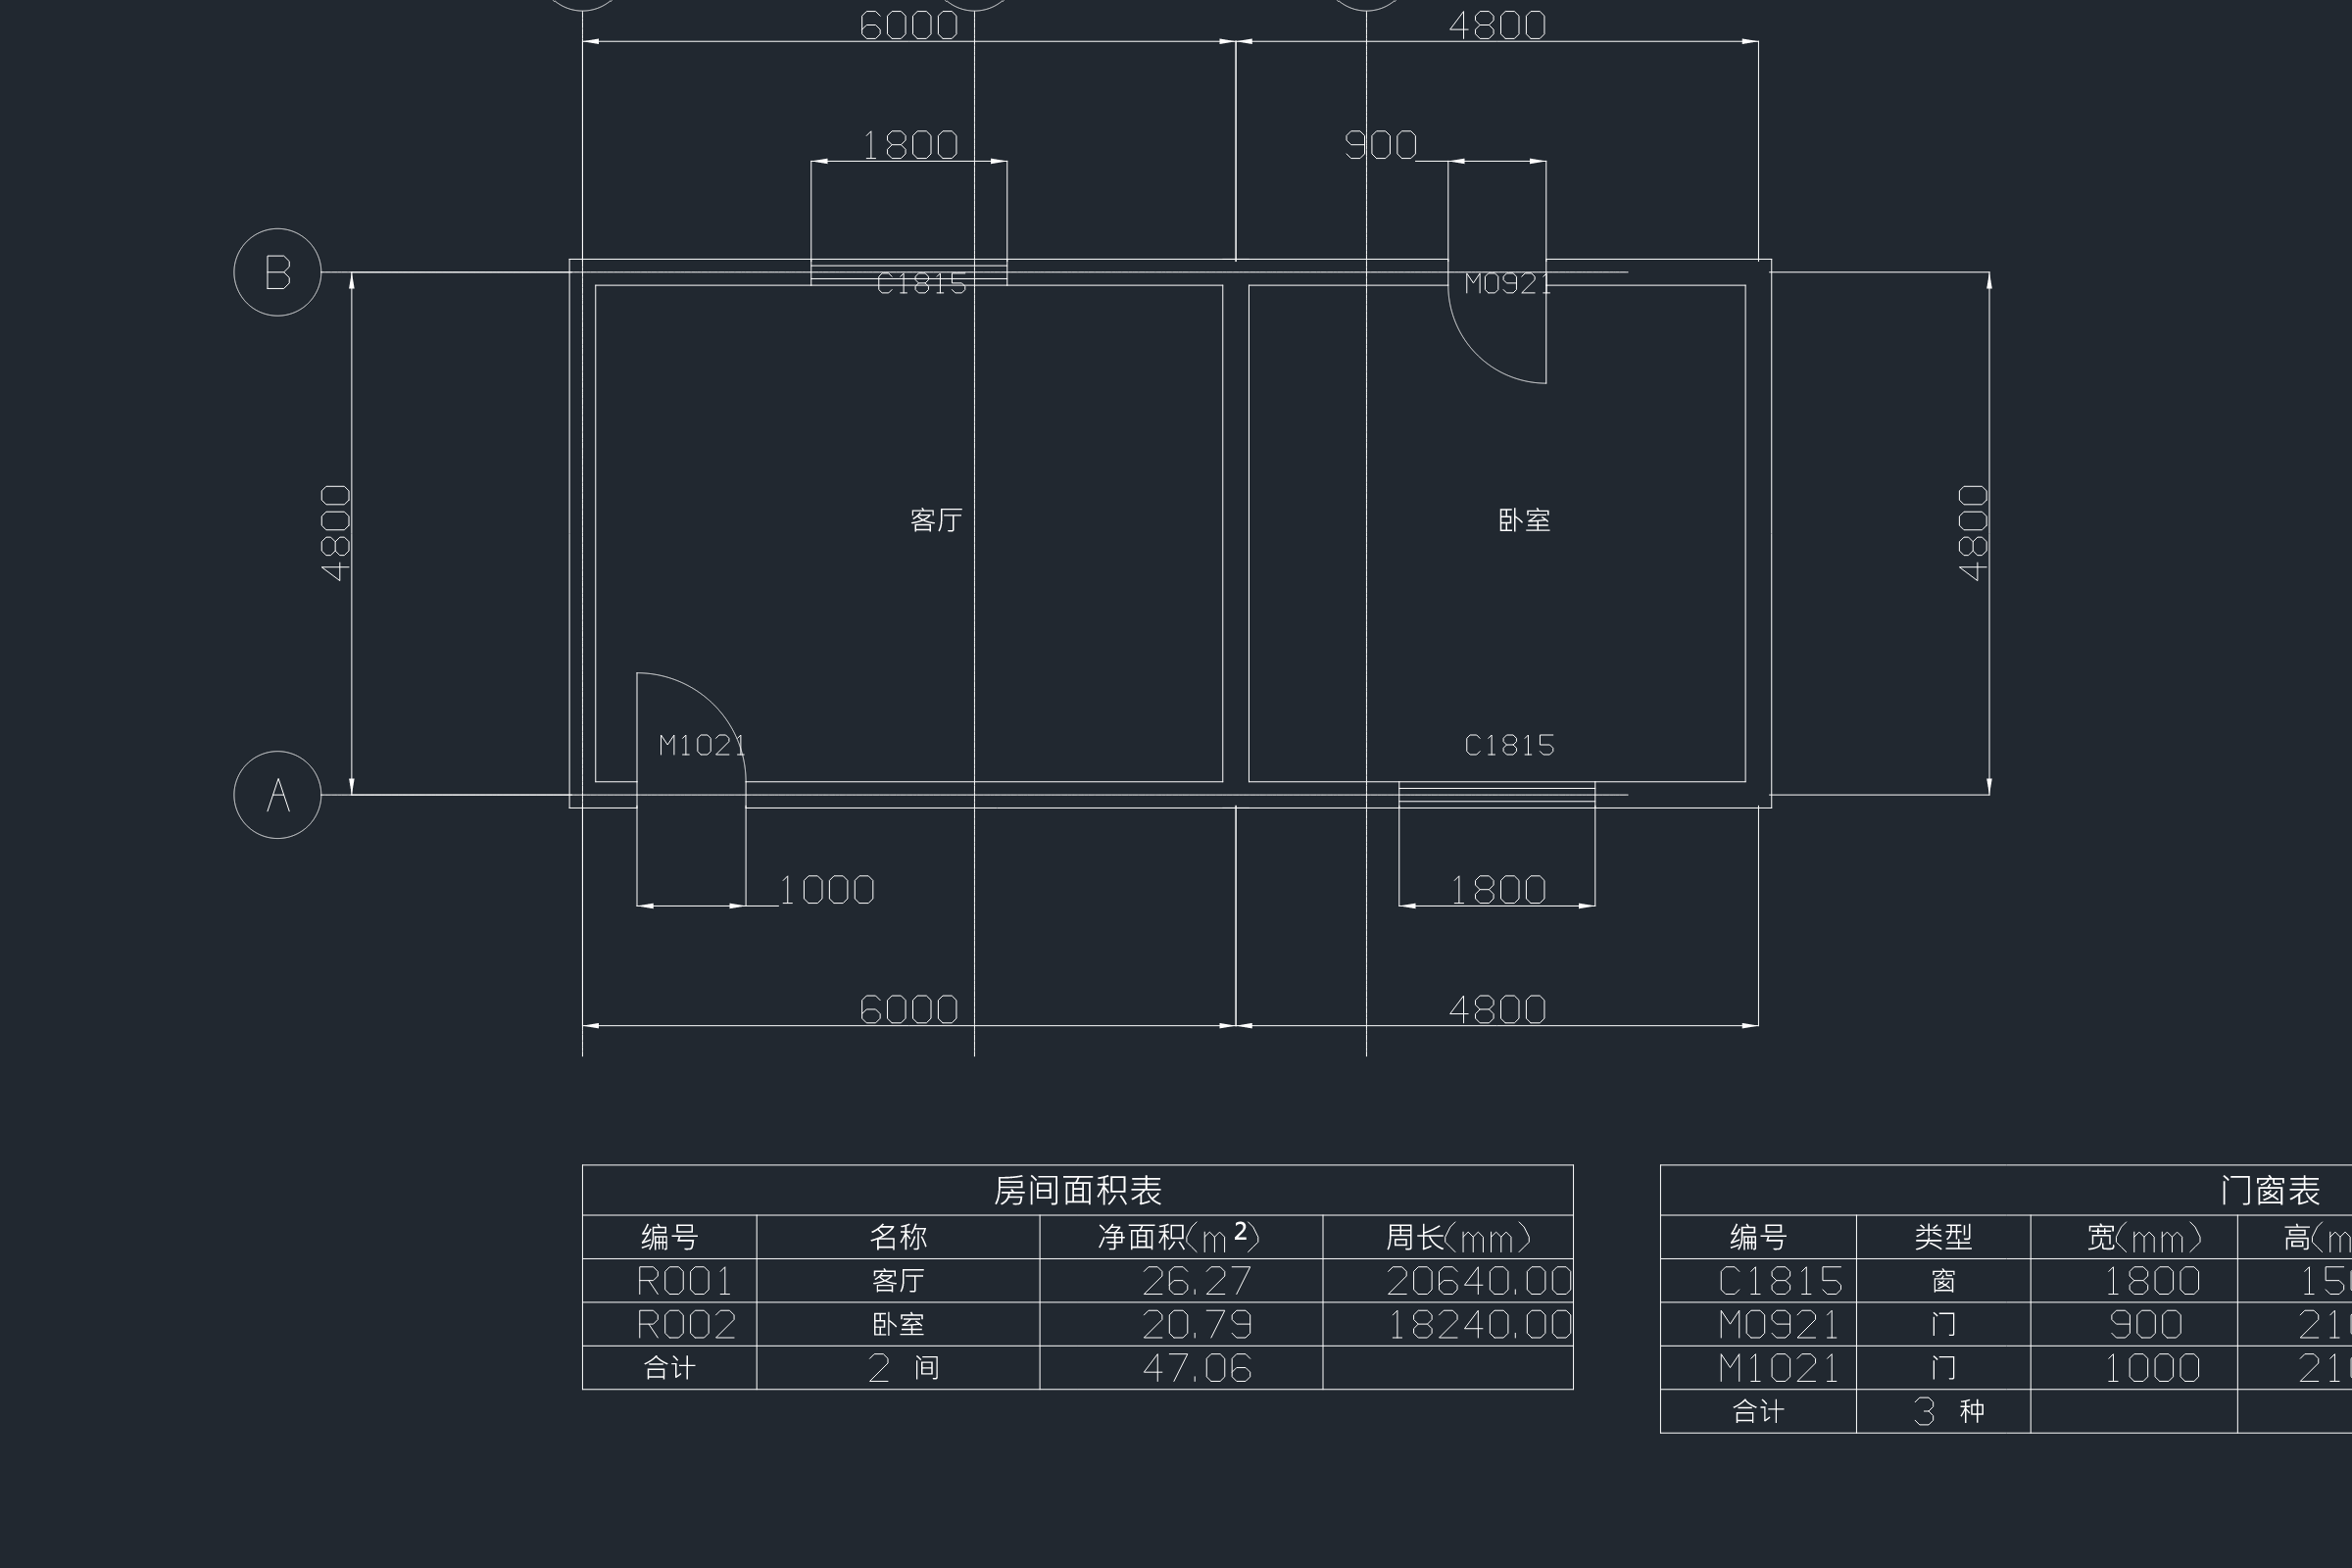 6000 4800
1800 900
B
C1815 M0921
4800 4800
客厅 卧室
M1021 C1815
A
1000 1800
6000 4800
房间面积表
编号 名称 净面积(m²) 周长(mm)
R001 客厅 26.27 20640.00
R002 卧室 20.79 18240.00
合计 2 间 47.06
门窗表
编号 类型 宽(mm) 高(m
C1815 窗 1800 150
M0921 门 900 210
M1021 门 1000 210
合计 3 种